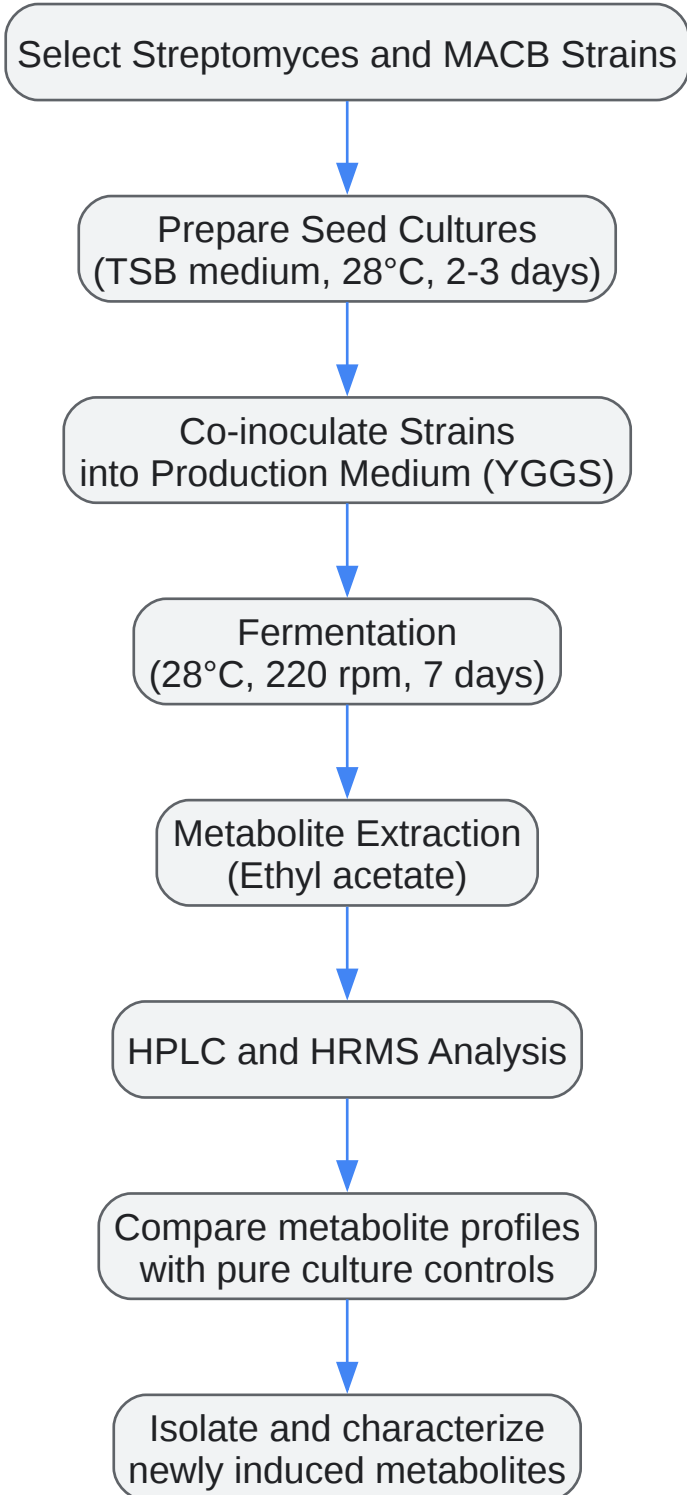 Select Streptomyces and MACB Strains
Prepare Seed Cultures
(TSB medium, 28°C, 2-3 days)
Co-inoculate Strains
into Production Medium (YGGS)
Fermentation
(28°C, 220 rpm, 7 days)
Metabolite Extraction
(Ethyl acetate)
HPLC and HRMS Analysis
Compare metabolite profiles
with pure culture controls
Isolate and characterize
newly induced metabolites